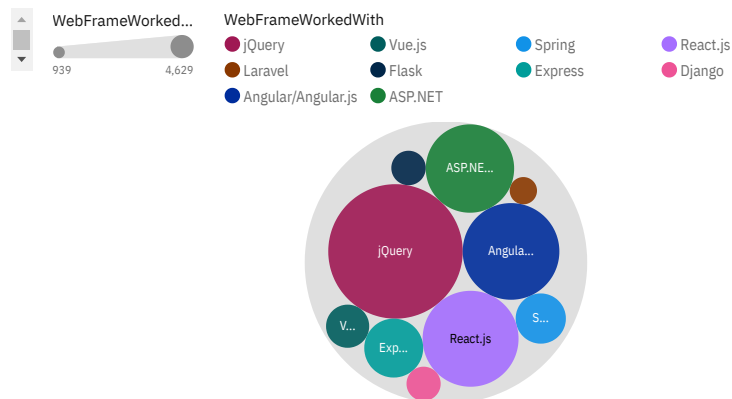 WebFrameWorked...
939 4,629
WebFrameWorkedWith
jQuery Vue.js Spring React.js
Laravel Flask Express Django
Angular/Angular.js ASP.NET
ASP.NE...
jQuery Angula...
V... S...
Exp... React.js